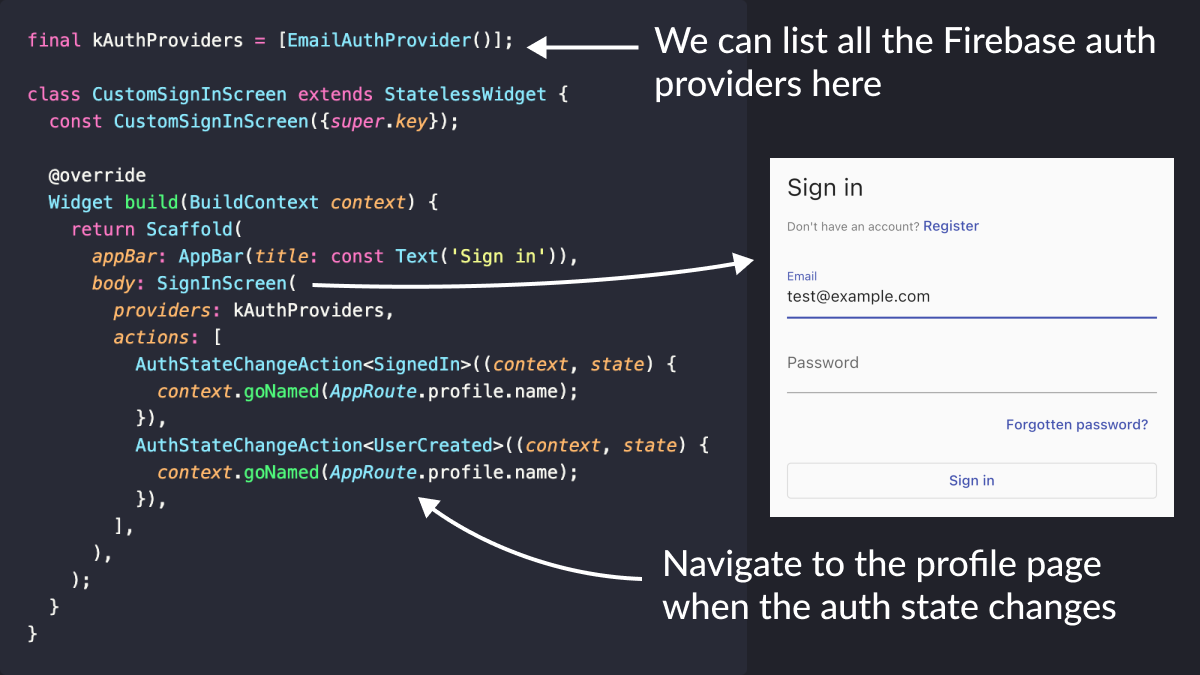 final kAuthProviders = [EmailAuthProvider()];
We can list all the Firebase auth
providers here
class CustomSignInScreen extends StatelessWidget {
const CustomSignInScreen({super.key});
@override
Widget build(BuildContext context) {
return Scaffold(
appBar: AppBar(title: const Text('Sign in')),
body: SignInScreen(
providers: kAuthProviders,
actions: [
AuthStateChangeAction<SignedIn>((context, state) {
context.goNamed(AppRoute.profile.name);
}),
AuthStateChangeAction<UserCreated>((context, state) {
context.goNamed(AppRoute.profile.name);
}),
],
),
);
}
}
Sign in
Don't have an account? Register
Email
test@example.com
Password
Forgotten password?
Sign in
Navigate to the profile page
when the auth state changes